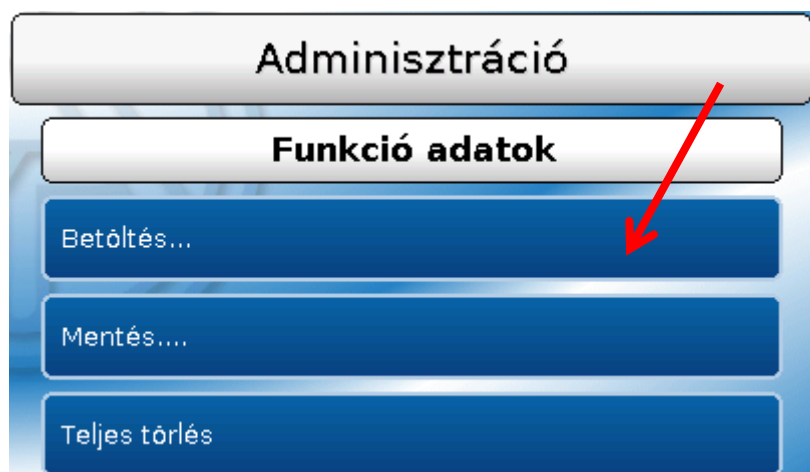 Adminisztráció
Funkció adatok
Betöltés...
Mentés....
Teljes törlés